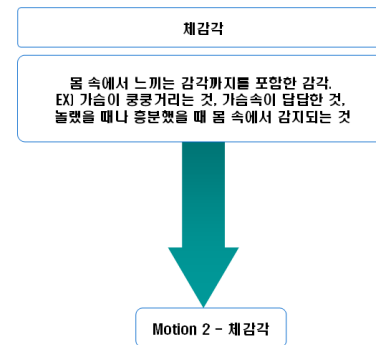 체감각
몸 속에서 느끼는 감각까지를 포함한 감각.
EX) 가슴이 쿵쿵거리는 것, 가슴속이 답답한 것,
놀랬을 때나 흥분했을 때 몸 속에서 감지되는 것
Motion 2 - 체감각